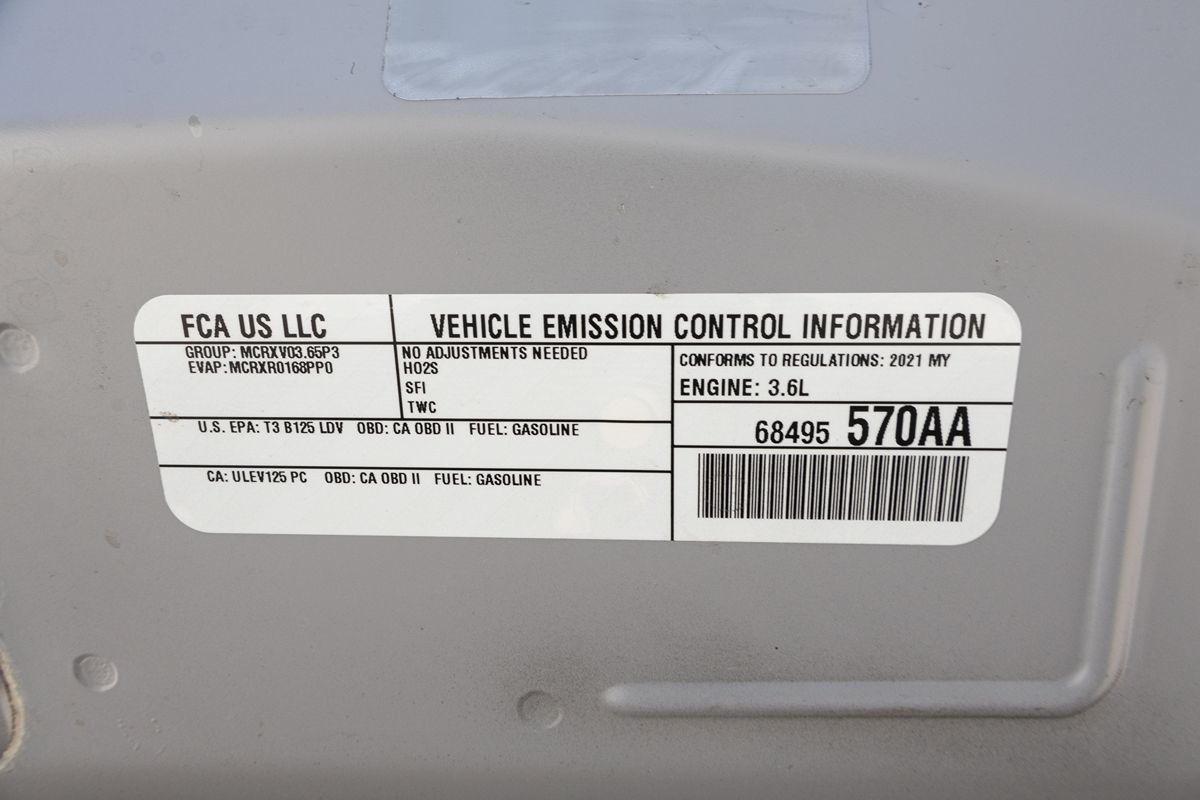 FCA US LLC
VEHICLE EMISSION CONTROL INFORMATION
GROUP: MCRXV03.65P3
EVAP: MCRXR0168PP0
NO ADJUSTMENTS NEEDED
HO2S
SFI
TWC
CONFORMS TO REGULATIONS: 2021 MY
ENGINE: 3.6L
68495 570AA
U.S. EPA: T3 B125 LDV OBD: CA OBD II FUEL: GASOLINE
CA: ULEV125 PC OBD: CA OBD II FUEL: GASOLINE